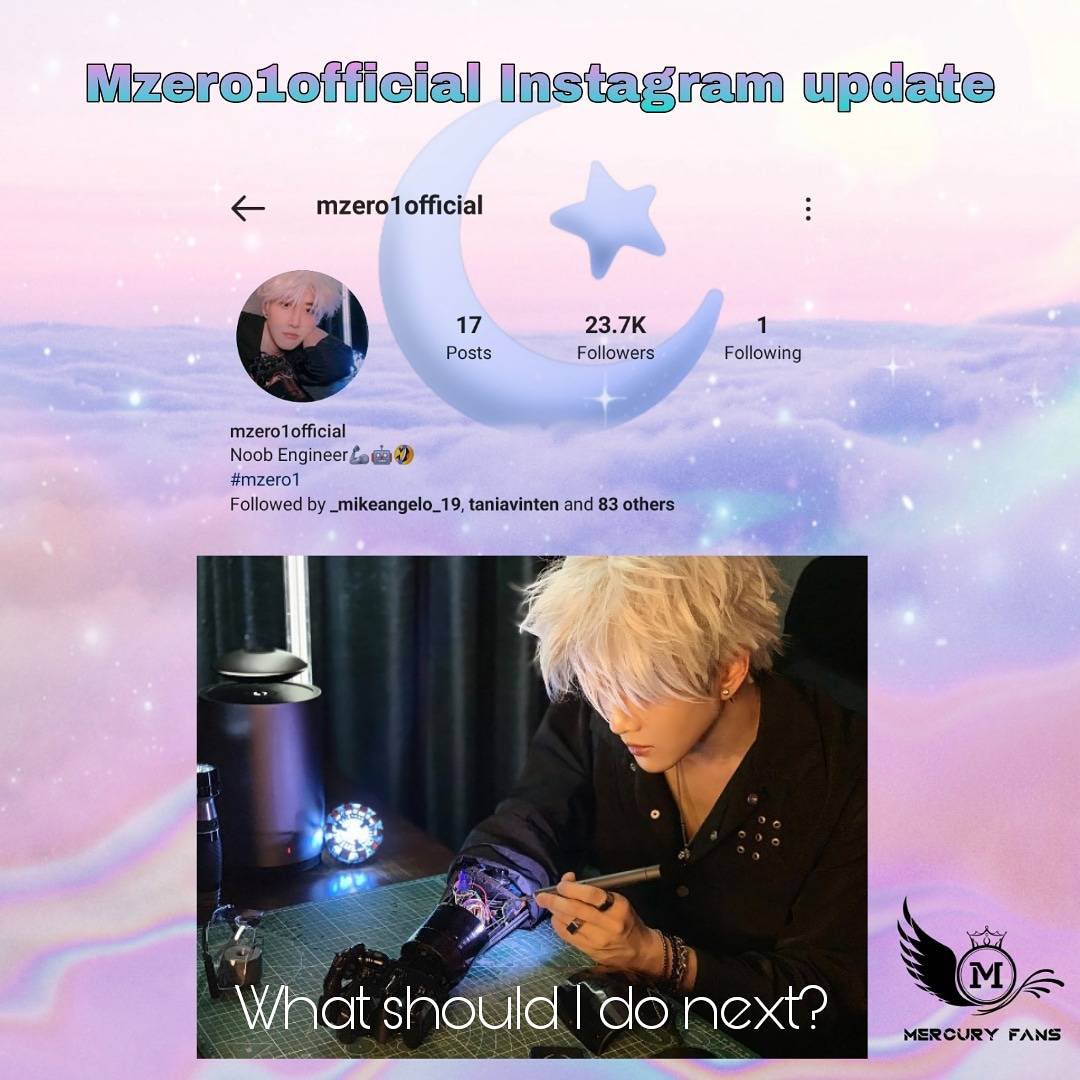 Mzero1official Instagram update
mzero1official
17
Posts
23.7K
Followers
1
Following
mzero1official
Noob Engineer🦾🤖🤣
#mzero1
Followed by _mikeangelo_19, taniavinten and 83 others
What should I do next?
M
MERCURY FANS